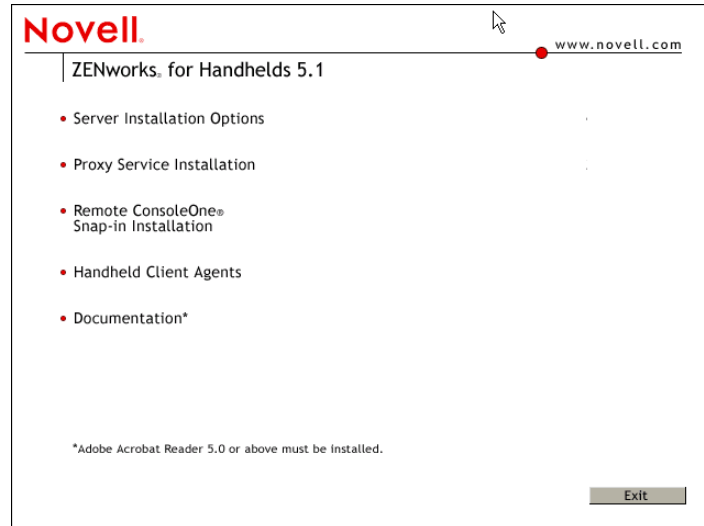 Novell®
www.novell.com
ZENworks® for Handhelds 5.1
• Server Installation Options
• Proxy Service Installation
• Remote ConsoleOne®
Snap-in Installation
• Handheld Client Agents
• Documentation*
*Adobe Acrobat Reader 5.0 or above must be installed.
Exit